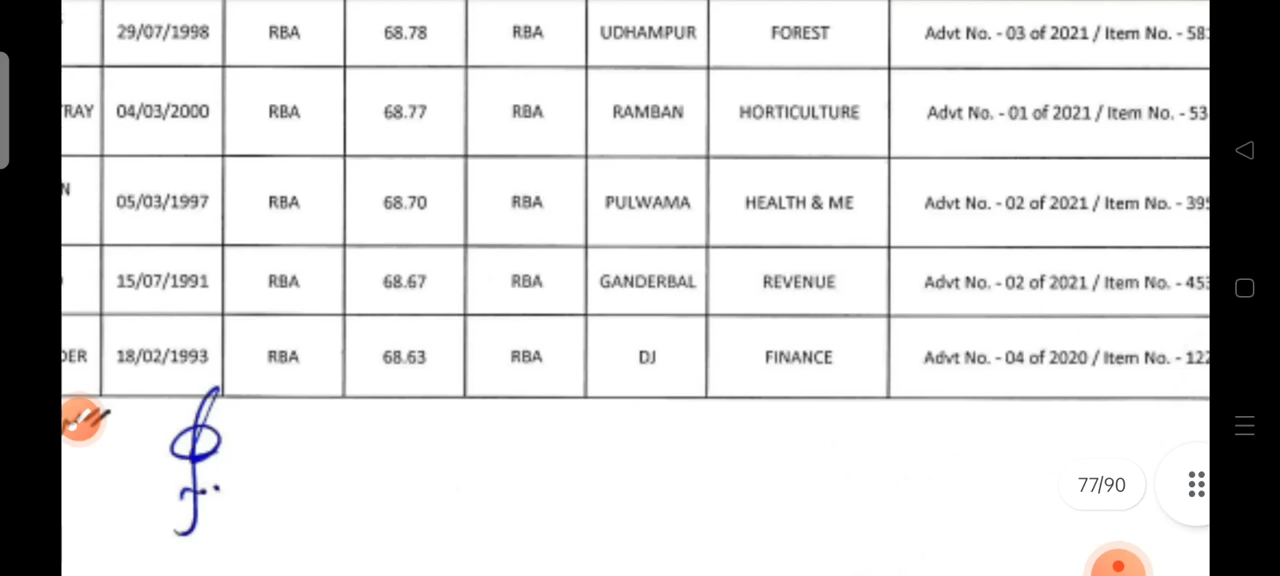 29/07/1998 RBA 68.78 RBA UDHAMPUR FOREST Advt No. - 03 of 2021 / Item No. - 58
RAY 04/03/2000 RBA 68.77 RBA RAMBAN HORTICULTURE Advt No. - 01 of 2021 / Item No. - 53
N
05/03/1997 RBA 68.70 RBA PULWAMA HEALTH & ME Advt No. - 02 of 2021 / Item No. - 39
15/07/1991 RBA 68.67 RBA GANDERBAL REVENUE Advt No. - 02 of 2021 / Item No. - 45
DER 18/02/1993 RBA 68.63 RBA DJ FINANCE Advt No. - 04 of 2020 / Item No. - 122
77/90